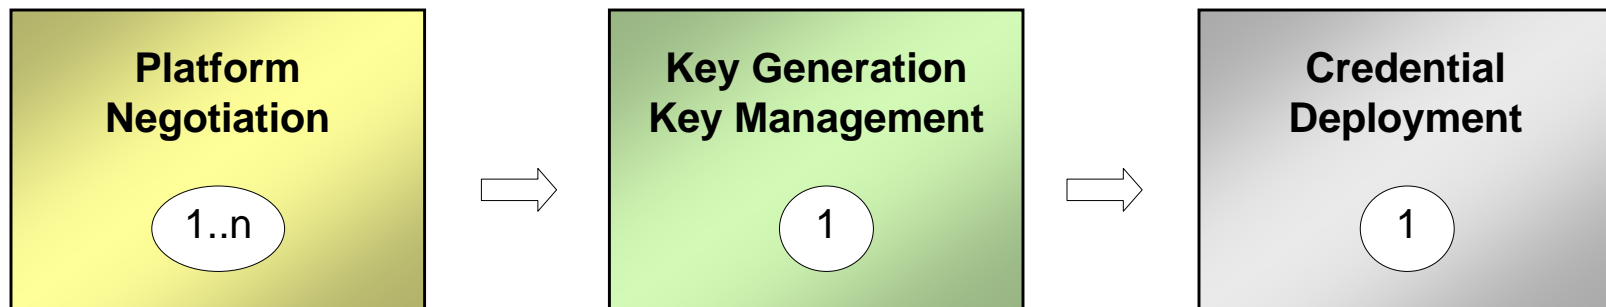 Platform
Negotiation
1..n
Key Generation
Key Management
1
Credential
Deployment
1